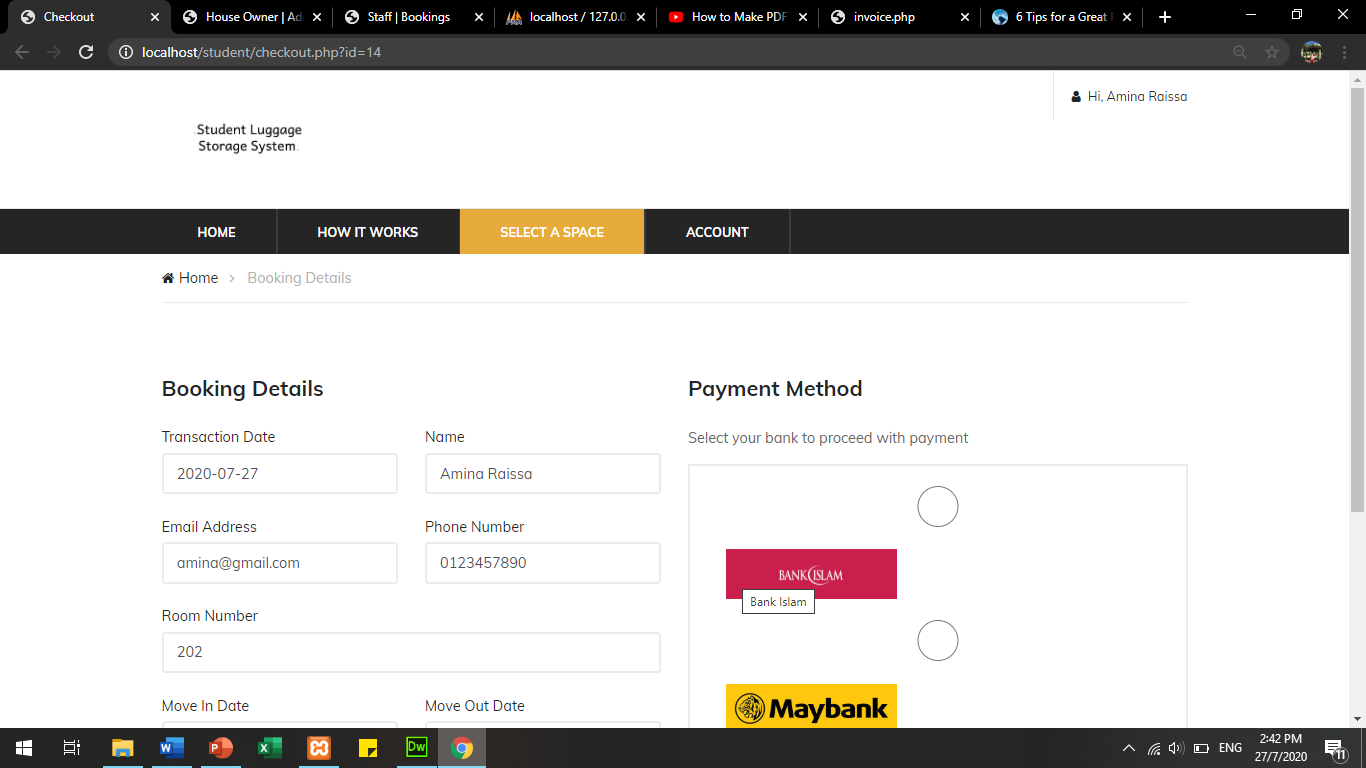 Checkout
House Owner | Ad
Staff | Bookings
localhost / 127.0.0
How to Make PDF
invoice.php
6 Tips for a Great
localhost/student/checkout.php?id=14
Hi, Amina Raissa
Student Luggage
Storage System
HOME
HOW IT WORKS
SELECT A SPACE
ACCOUNT
Home > Booking Details
Booking Details
Transaction Date
Name
2020-07-27
Amina Raissa
Email Address
Phone Number
amina@gmail.com
0123457890
Room Number
202
Move In Date
Move Out Date
Payment Method
Select your bank to proceed with payment
BANK ISLAM
Bank Islam
Maybank
Dw
ENG
2:42 PM
27/7/2020
11